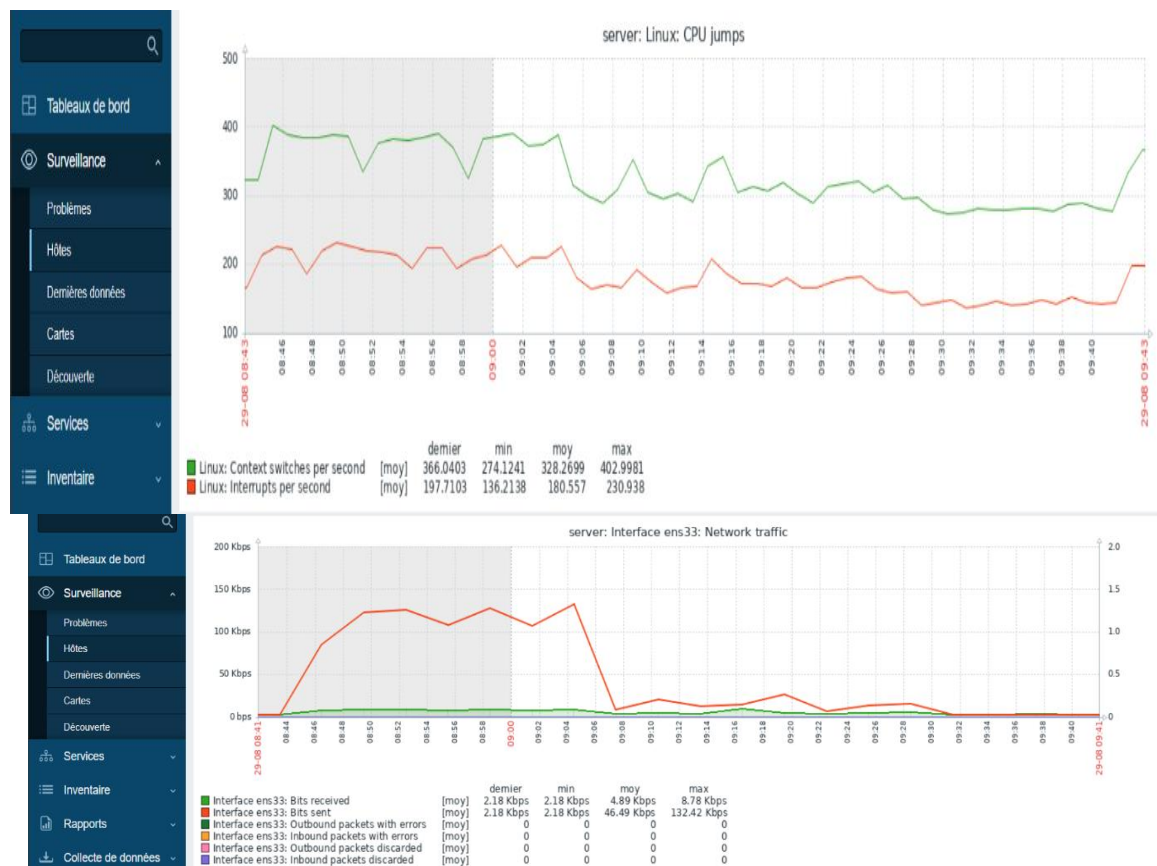 server: Linux: CPU jumps
Tableaux de bord
Surveillance
Problèmes
Hôtes
Dernières données
Cartes
Découverte
Services
Inventaire
500
400
300
200
100
29-08 08:43
08:46
08:48
08:50
08:52
08:54
08:56
08:58
09:00
09:02
09:04
09:06
09:08
09:10
09:12
09:14
09:16
09:18
09:20
09:22
09:24
09:26
09:28
09:30
09:32
09:34
09:36
09:38
09:40
29-08 09:43
dernier min moy max
Linux: Context switches per second [moy] 366.0403 274.1241 328.2699 402.9981
Linux: Interrupts per second [moy] 197.7103 136.2138 180.557 230.938
server: Interface ens33: Network traffic
Tableaux de bord
Surveillance
Problèmes
Hôtes
Dernières données
Cartes
Découverte
Services
Inventaire
Rapports
Collecte de données
200 Kbps
150 Kbps
100 Kbps
50 Kbps
0 bps
2.0
1.5
1.0
0.5
0
29-08 08:41
08:44
08:46
08:48
08:50
08:52
08:54
08:56
08:58
09:00
09:02
09:04
09:06
09:08
09:10
09:12
09:14
09:16
09:18
09:20
09:22
09:24
09:26
09:28
09:30
09:32
09:34
09:36
09:38
09:40
29-08 09:41
dernier min moy max
Interface ens33: Bits received [moy] 2.18 Kbps 2.18 Kbps 4.89 Kbps 8.78 Kbps
Interface ens33: Bits sent [moy] 2.18 Kbps 2.18 Kbps 46.49 Kbps 132.42 Kbps
Interface ens33: Outbound packets with errors [moy] 0 0 0 0
Interface ens33: Inbound packets with errors [moy] 0 0 0 0
Interface ens33: Outbound packets discarded [moy] 0 0 0 0
Interface ens33: Inbound packets discarded [moy] 0 0 0 0